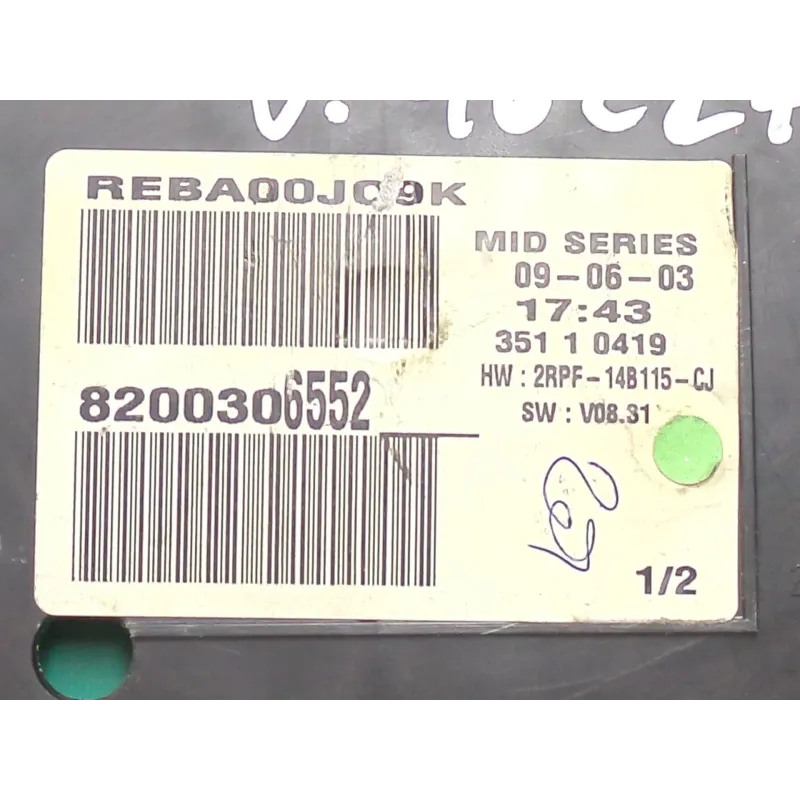 REBA00JC9K
MID SERIES
09-06-03
17:43
351 1 0419
HW : 2RPF-14B115-CJ
8200306552
SW : V08.31
1/2